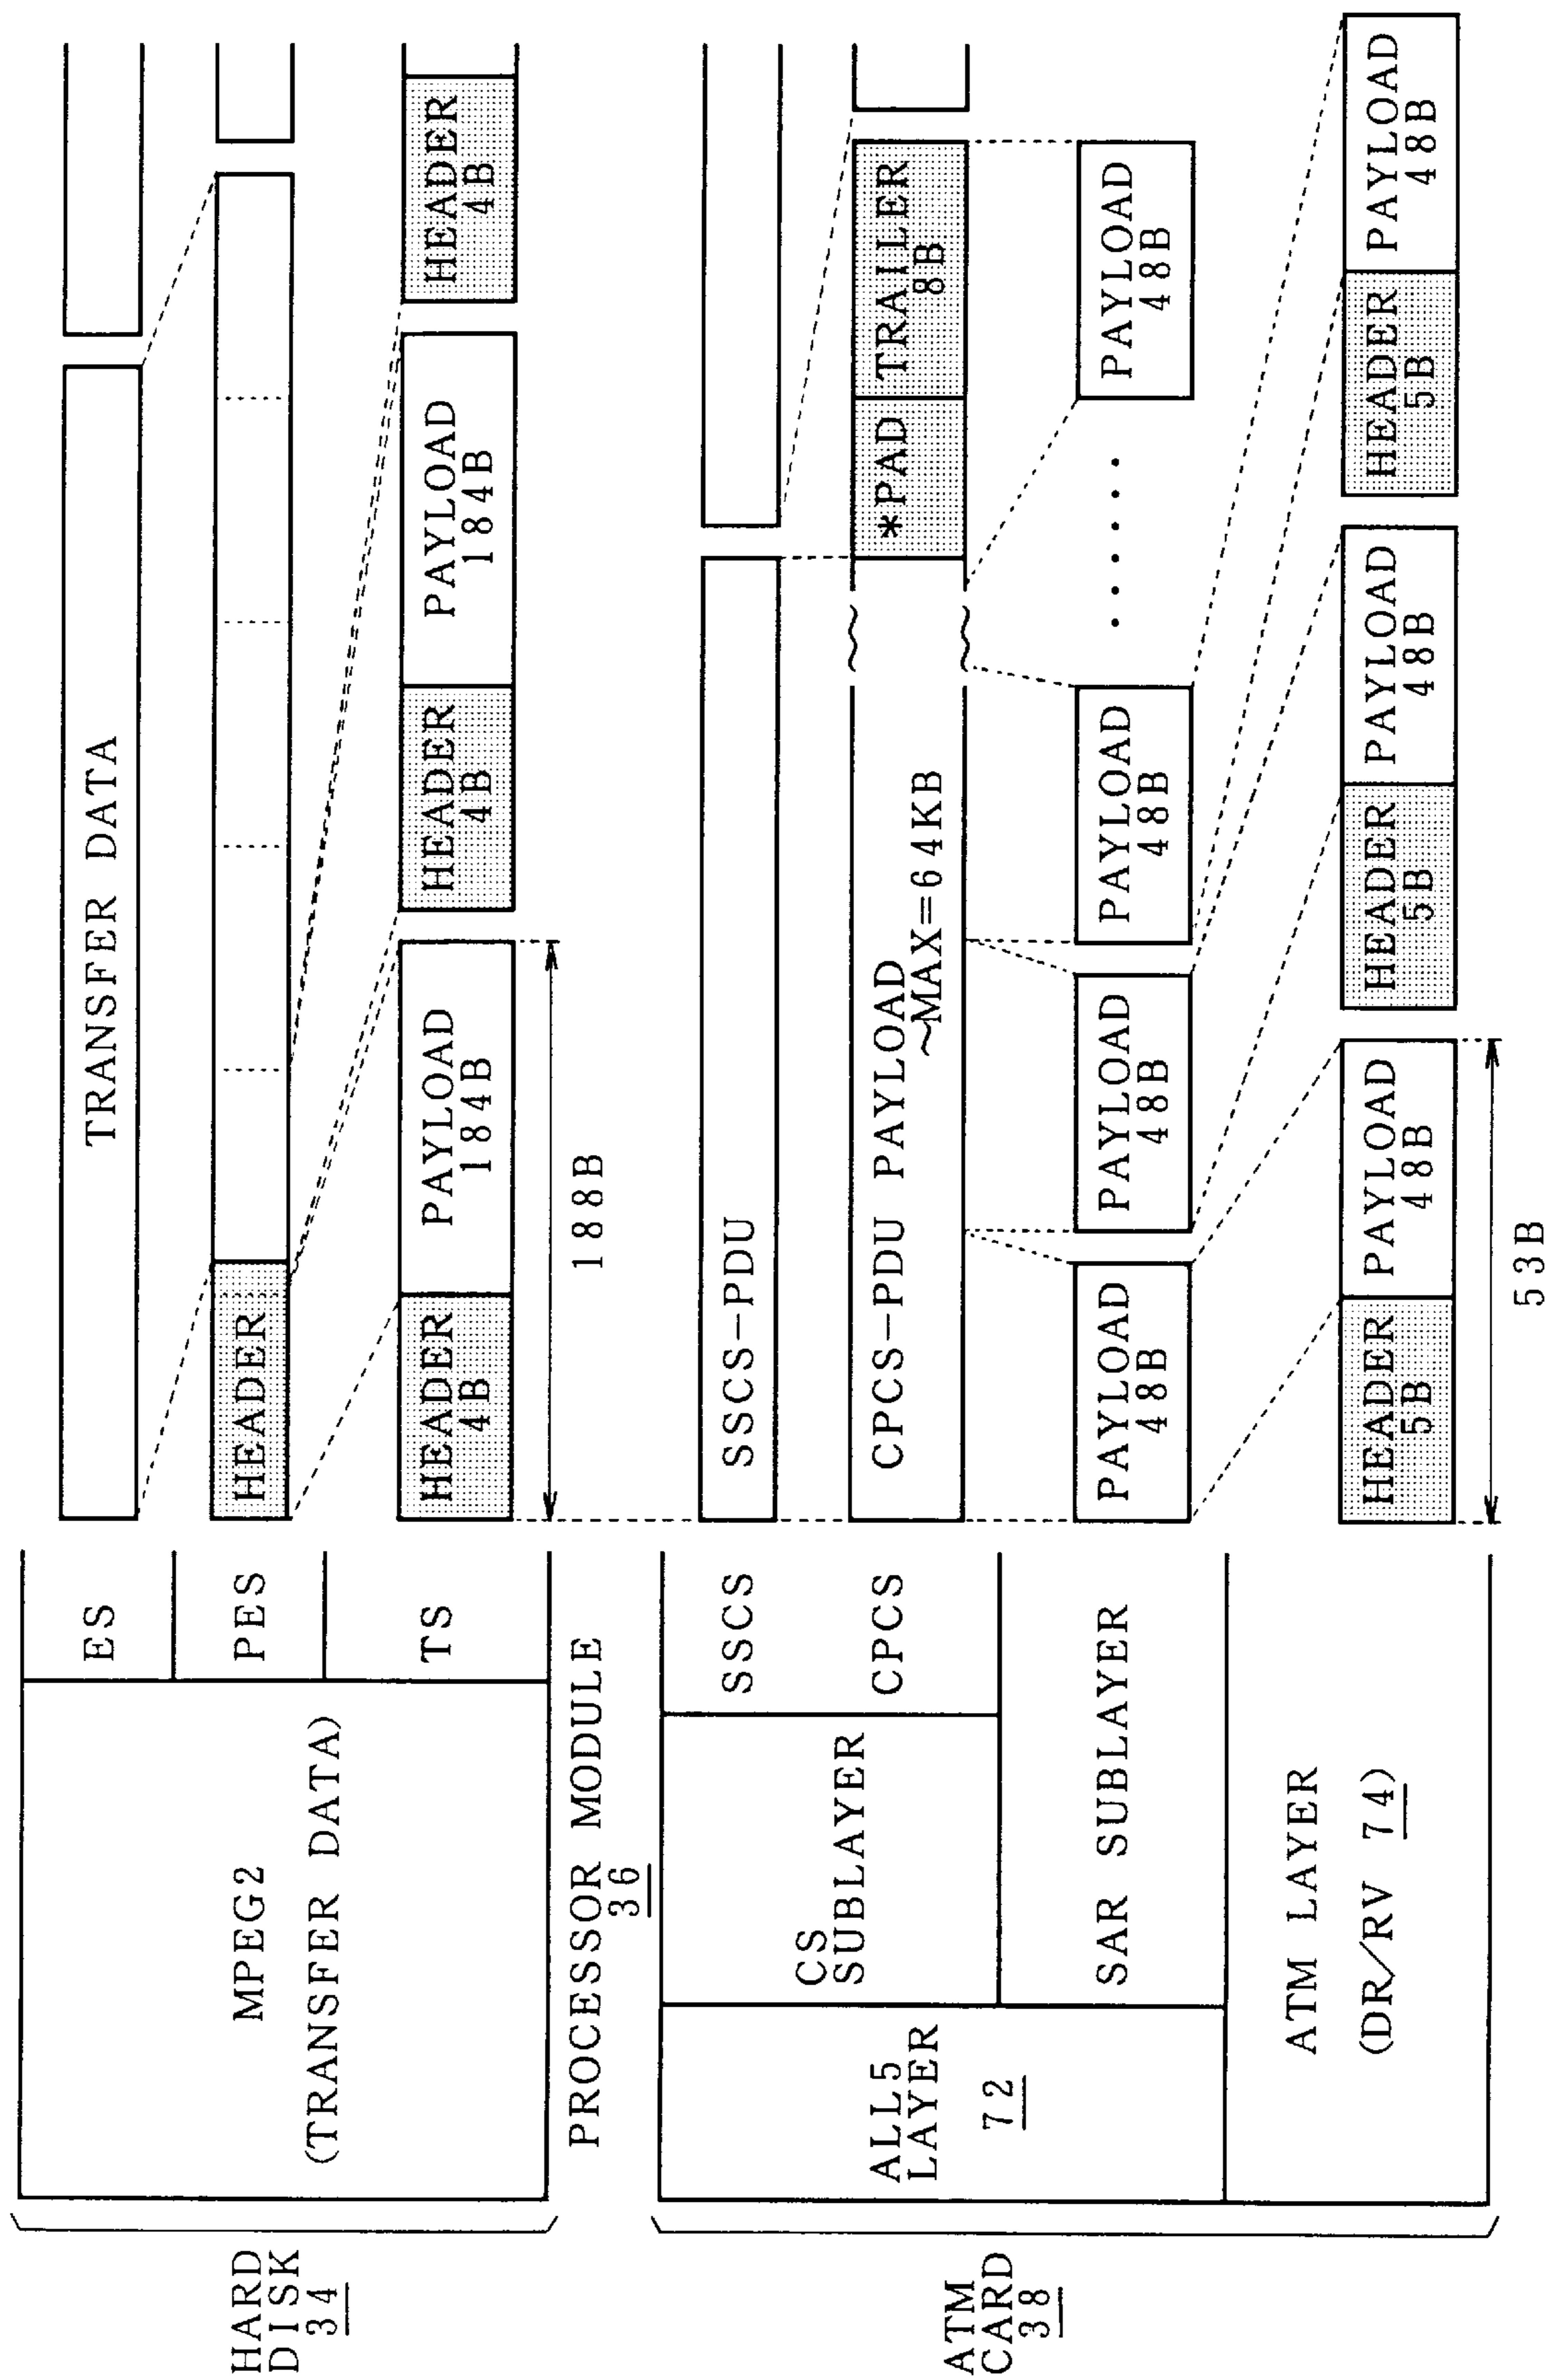 HARD
DISK
34
MPEG2
(TRANSFER DATA)
ES
TRANSFER DATA
PES
HEADER
TS
HEADER
4B
PAYLOAD
184B
HEADER
4B
PAYLOAD
184B
HEADER
4B
188B
PROCESSOR MODULE
36
ATM
CARD
38
ALL5
LAYER
72
CS
SUBLAYER
SSCS
SSCS-PDU
CPCS
CPCS-PDU PAYLOAD
~MAX=64KB
*PAD
TRAILER
8B
SAR SUBLAYER
PAYLOAD
48B
PAYLOAD
48B
PAYLOAD
48B
......
PAYLOAD
48B
ATM LAYER
(DR/RV 74)
HEADER
5B
PAYLOAD
48B
HEADER
5B
PAYLOAD
48B
HEADER
5B
PAYLOAD
48B
53B